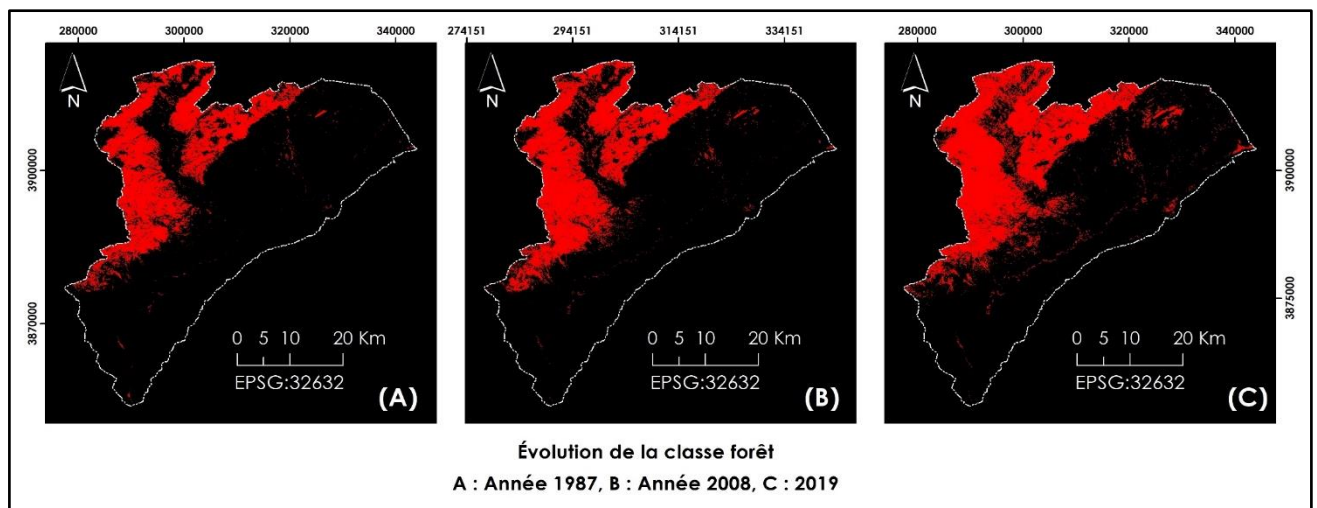 280000 300000 320000 340000
274151 294151 314151 334151
280000 300000 320000 340000
N
N
N
3900000
3870000
3900000
3875000
0 5 10 20 Km
EPSG:32632
(A)
0 5 10 20 Km
EPSG:32632
(B)
0 5 10 20 Km
EPSG:32632
(C)
Évolution de la classe forêt
A : Année 1987, B : Année 2008, C : 2019